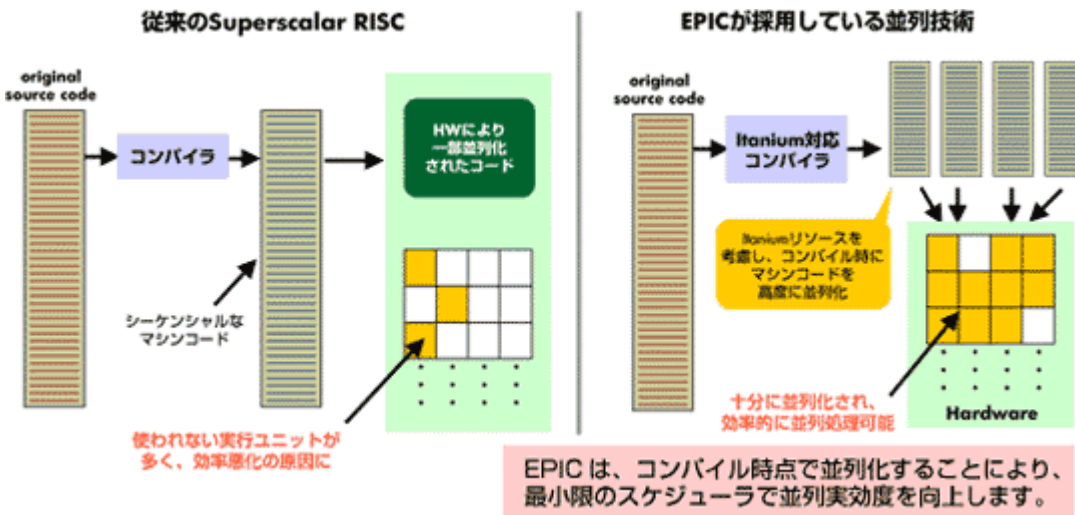 従来のSuperscalar RISC
original
source code
コンパイラ
HWにより
一部並列化
されたコード
シーケンシャルな
マシンコード
使われない実行ユニットが
多く、効率悪化の原因に
EPICが採用している並列技術
original
source code
Itanium対応
コンパイラ
Itaniumリソースを
考慮し、コンパイル時に
マシンコードを
高度に並列化
十分に並列化され、
効率的に並列処理可能
Hardware
EPIC は、コンパイル時点で並列化することにより、
最小限のスケジューラで並列実効度を向上します。